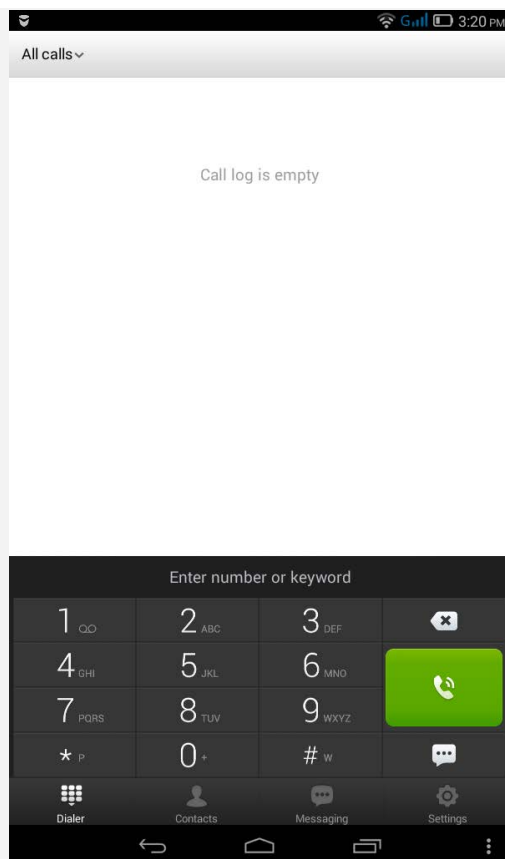 G 3:20 PM
All calls
Call log is empty
Enter number or keyword
1 2 ABC 3 DEF
4 GHI 5 JKL 6 MNO
7 PQRS 8 TUV 9 WXYZ
* P 0 + # W
Dialer Contacts Messaging Settings